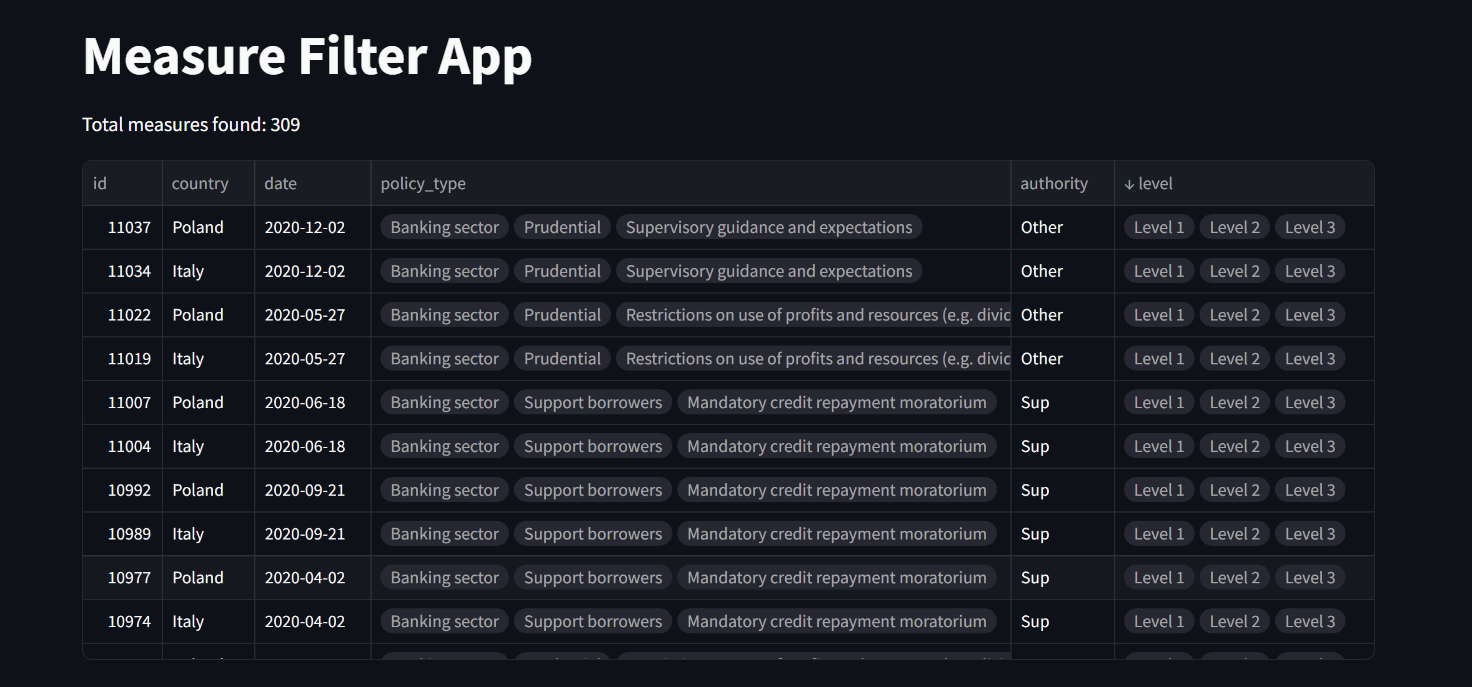 Measure Filter App
Total measures found: 309
id country date policy_type authority ↓ level
11037 Poland 2020-12-02 Banking sector Prudential Supervisory guidance and expectations Other Level 1 Level 2 Level 3
11034 Italy 2020-12-02 Banking sector Prudential Supervisory guidance and expectations Other Level 1 Level 2 Level 3
11022 Poland 2020-05-27 Banking sector Prudential Restrictions on use of profits and resources (e.g. divid Other Level 1 Level 2 Level 3
11019 Italy 2020-05-27 Banking sector Prudential Restrictions on use of profits and resources (e.g. divid Other Level 1 Level 2 Level 3
11007 Poland 2020-06-18 Banking sector Support borrowers Mandatory credit repayment moratorium Sup Level 1 Level 2 Level 3
11004 Italy 2020-06-18 Banking sector Support borrowers Mandatory credit repayment moratorium Sup Level 1 Level 2 Level 3
10992 Poland 2020-09-21 Banking sector Support borrowers Mandatory credit repayment moratorium Sup Level 1 Level 2 Level 3
10989 Italy 2020-09-21 Banking sector Support borrowers Mandatory credit repayment moratorium Sup Level 1 Level 2 Level 3
10977 Poland 2020-04-02 Banking sector Support borrowers Mandatory credit repayment moratorium Sup Level 1 Level 2 Level 3
10974 Italy 2020-04-02 Banking sector Support borrowers Mandatory credit repayment moratorium Sup Level 1 Level 2 Level 3